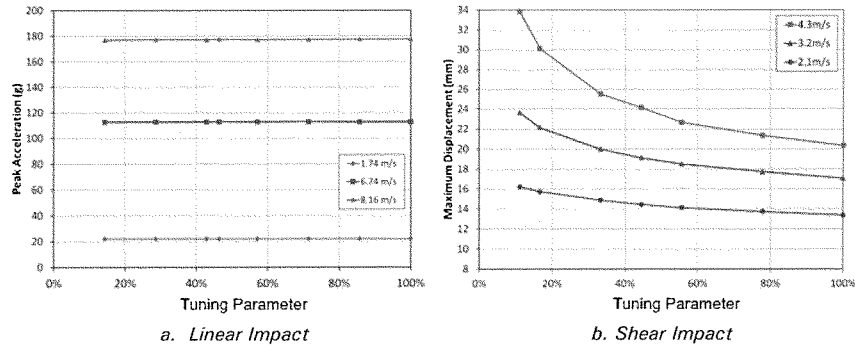 Peak Acceleration (g)
200
180
160
140
120
100
80
60
40
20
0
1.74 m/s
6.74 m/s
8.16 m/s
0% 20% 40% 60% 80% 100%
Tuning Parameter
a. Linear Impact
Maximum Displacement (mm)
34
32
30
28
26
24
22
20
18
16
14
12
10
8
4.3m/s
3.2m/s
2.1m/s
0% 20% 40% 60% 80% 100%
Tuning Parameter
b. Shear Impact